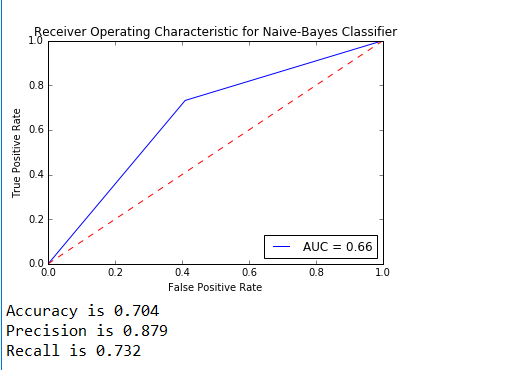 Receiver Operating Characteristic for Naive-Bayes Classifier
1.0
0.8
0.6
0.4
0.2
0.0
True Positive Rate
AUC = 0.66
0.0 0.2 0.4 0.6 0.8 1.0
False Positive Rate
Accuracy is 0.704
Precision is 0.879
Recall is 0.732